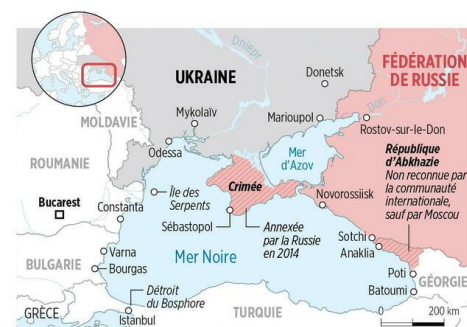 Dniepr
FÉDÉRATION
DE RUSSIE
UKRAINE
Donetsk
Mykolaïv
Marioupol
Don
Rostov-sur-le-Don
MOLDAVIE
Odessa
Mer
d'Azov
République
d'Abkhazie
Non reconnue par
la communauté
internationale,
sauf par Moscou
ROUMANIE
Île des
Serpents
Crimée
Bucarest
Constanta
Novorossiisk
Sébastopol
Annexée
par la Russie
en 2014
Sotchi
Anaklia
Varna
Mer Noire
BULGARIE
Bourgas
Poti
GÉORGIE
Batoumi
Détroit
du Bosphore
GRÈCE
TURQUIE
Istanbul
0 200 km